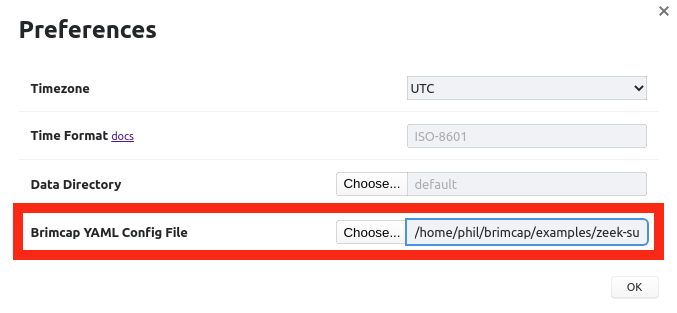 Preferences
Timezone UTC
Time Format docs ISO-8601
Data Directory Choose... default
Brimcap YAML Config File Choose... /home/phil/brimcap/examples/zeek-su
OK